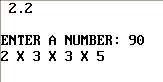 2.2
ENTER A NUMBER: 90
2 X 3 X 3 X 5